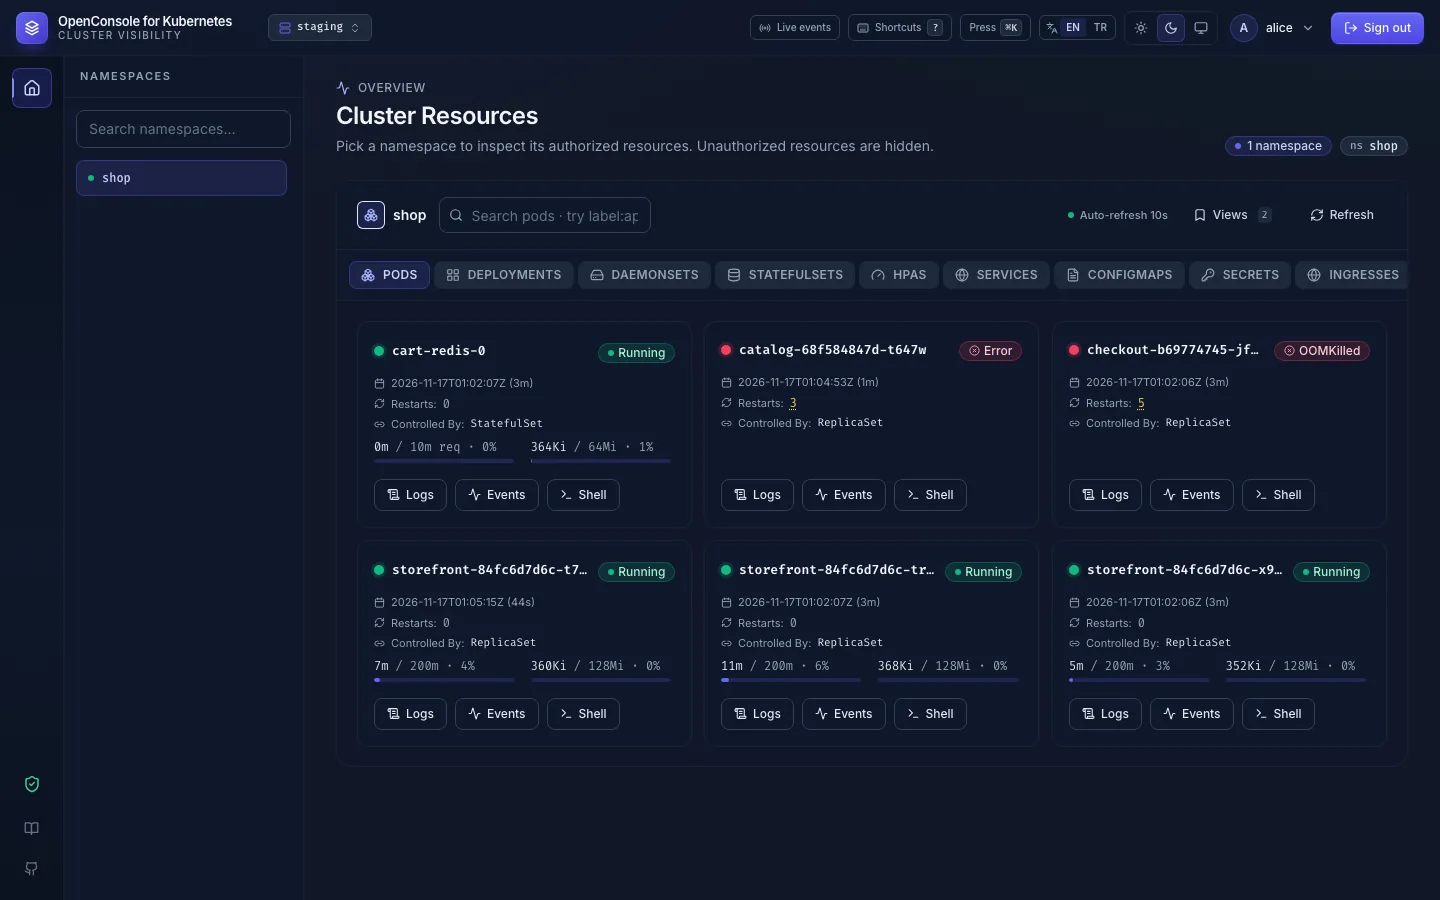 OpenConsole for Kubernetes
CLUSTER VISIBILITY
staging
Live events
Shortcuts ?
Press ⌘K
EN TR
A alice
Sign out
NAMESPACES
Search namespaces...
shop
OVERVIEW
Cluster Resources
Pick a namespace to inspect its authorized resources. Unauthorized resources are hidden.
1 namespace
ns shop
shop
Search pods · try label:ap
Auto-refresh 10s
Views 2
Refresh
PODS DEPLOYMENTS DAEMONSETS STATEFULSETS HPAS SERVICES CONFIGMAPS SECRETS INGRESSES
cart-redis-0 Running
2026-11-17T01:02:07Z (3m)
Restarts: 0
Controlled By: StatefulSet
0m / 10m req · 0% 364Ki / 64Mi · 1%
Logs Events Shell
catalog-68f584847d-t647w Error
2026-11-17T01:04:53Z (1m)
Restarts: 3
Controlled By: ReplicaSet
Logs Events Shell
checkout-b69774745-jf… OOMKilled
2026-11-17T01:02:06Z (3m)
Restarts: 5
Controlled By: ReplicaSet
Logs Events Shell
storefront-84fc6d7d6c-t7… Running
2026-11-17T01:05:15Z (44s)
Restarts: 0
Controlled By: ReplicaSet
7m / 200m · 4% 360Ki / 128Mi · 0%
Logs Events Shell
storefront-84fc6d7d6c-tr… Running
2026-11-17T01:02:07Z (3m)
Restarts: 0
Controlled By: ReplicaSet
11m / 200m · 6% 368Ki / 128Mi · 0%
Logs Events Shell
storefront-84fc6d7d6c-x9… Running
2026-11-17T01:02:06Z (3m)
Restarts: 0
Controlled By: ReplicaSet
5m / 200m · 3% 352Ki / 128Mi · 0%
Logs Events Shell